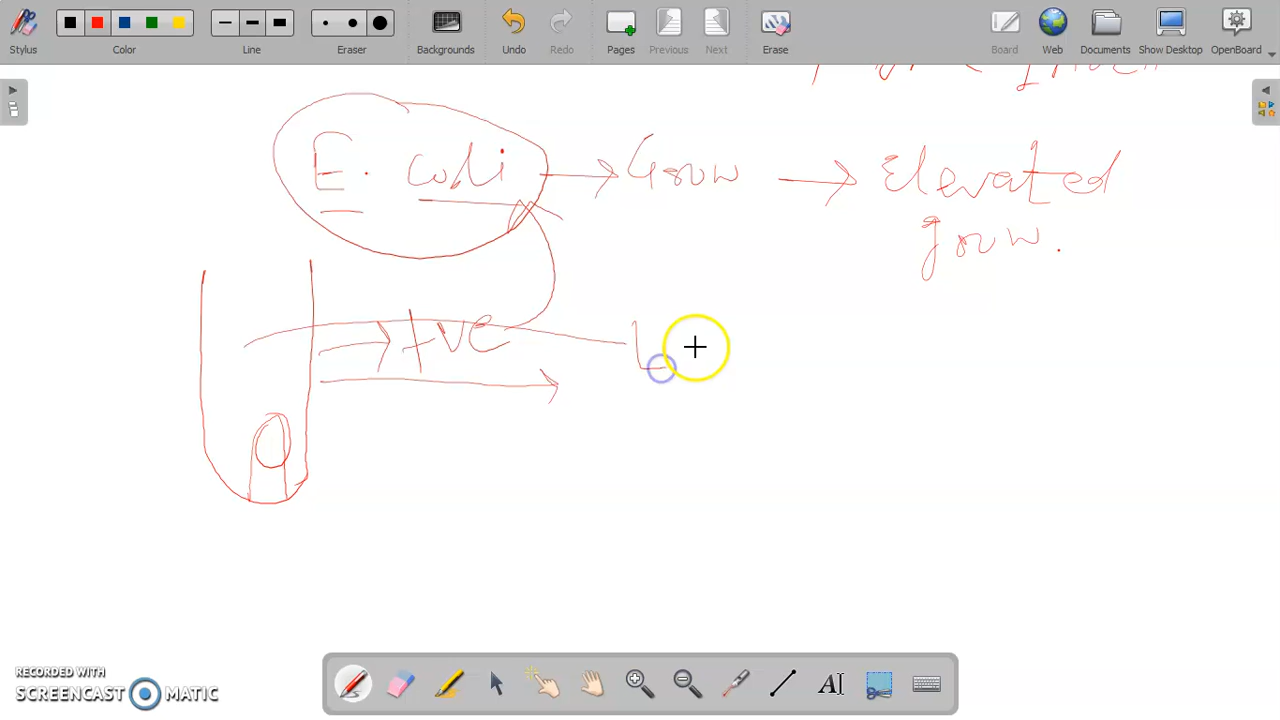 Stylus
Color
Line
Eraser
Backgrounds
Undo
Redo
Pages
Previous
Next
Erase
Board
Web
Documents
Show Desktop
OpenBoard
E. coli → Grow → Elevated
grow.
→ +ve
L
RECORDED WITH
SCREENCAST MATIC